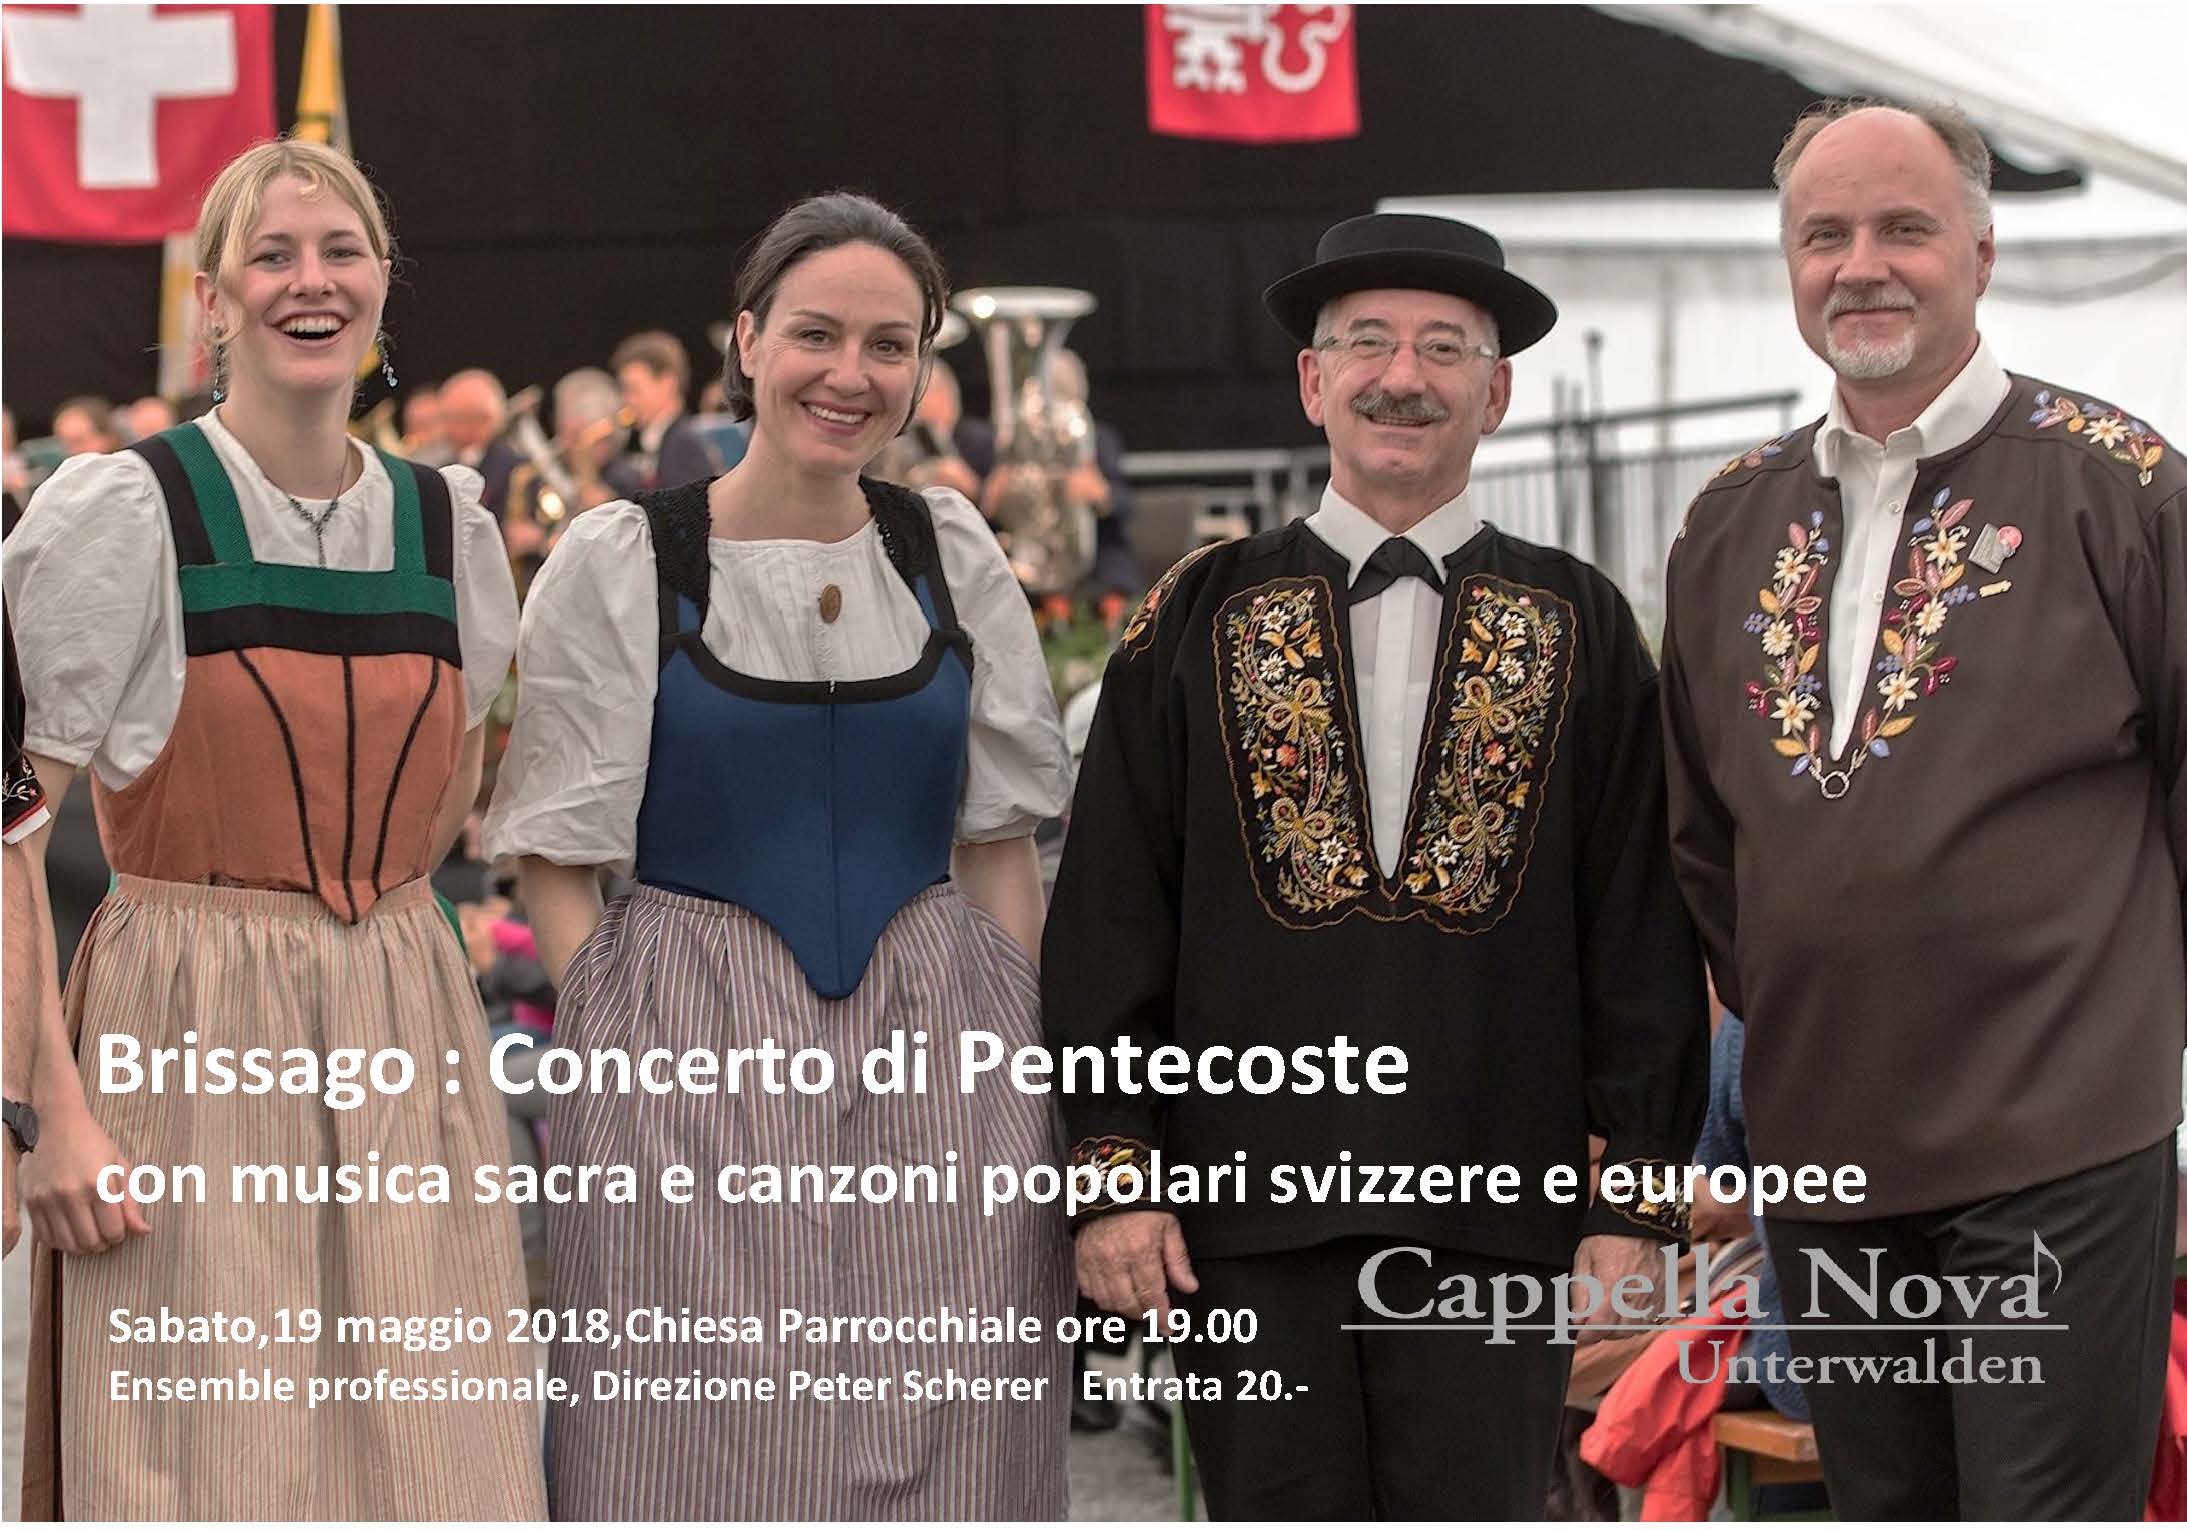 Brissago : Concerto di Pentecoste
con musica sacra e canzoni popolari svizzere e europee
Sabato,19 maggio 2018,Chiesa Parrocchiale ore 19.00
Ensemble professionale, Direzione Peter Scherer Entrata 20.-
Cappella Nova
Unterwalden